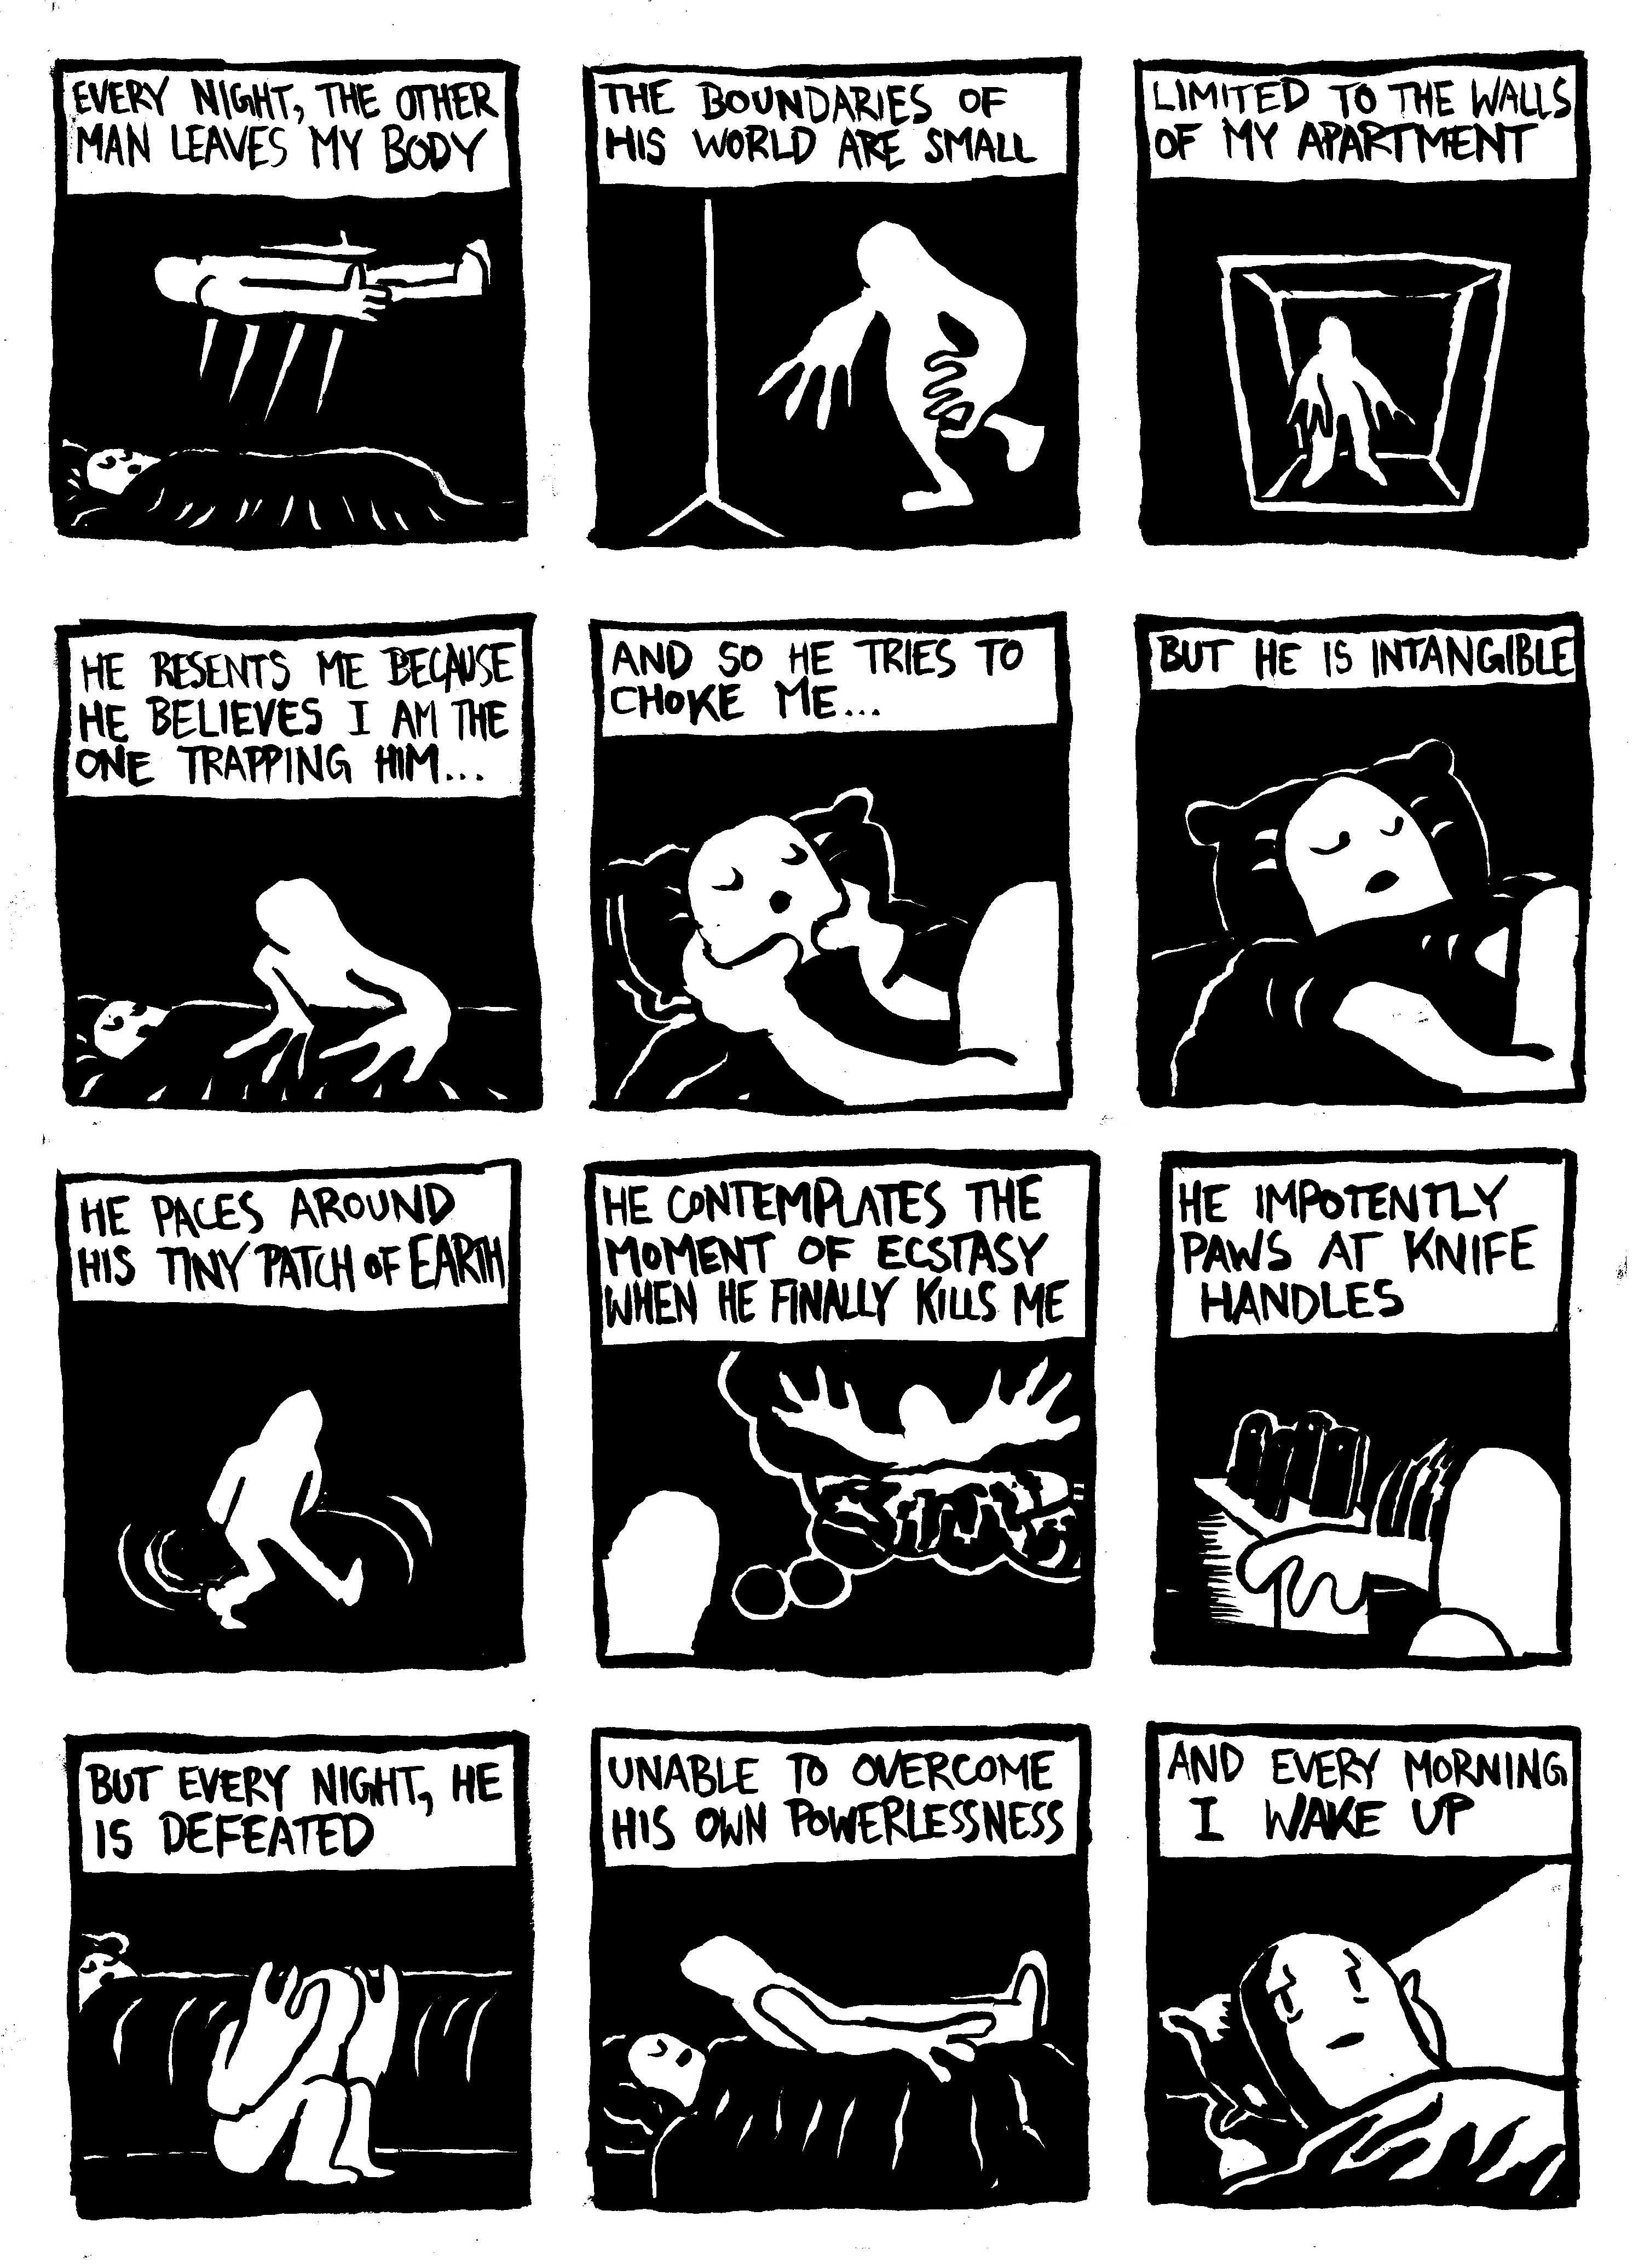 EVERY NIGHT, THE OTHER
MAN LEAVES MY BODY
THE BOUNDARIES OF
HIS WORLD ARE SMALL
LIMITED TO THE WALLS
OF MY APARTMENT
HE RESENTS ME BECAUSE
HE BELIEVES I AM THE
ONE TRAPPING HIM...
AND SO HE TRIES TO
CHOKE ME...
BUT HE IS INTANGIBLE
HE PACES AROUND
HIS TINY PATCH OF EARTH
HE CONTEMPLATES THE
MOMENT OF ECSTASY
WHEN HE FINALLY KILLS ME
HE IMPOTENTLY
PAWS AT KNIFE
HANDLES
BUT EVERY NIGHT, HE
IS DEFEATED
UNABLE TO OVERCOME
HIS OWN POWERLESSNESS
AND EVERY MORNING
I WAKE UP